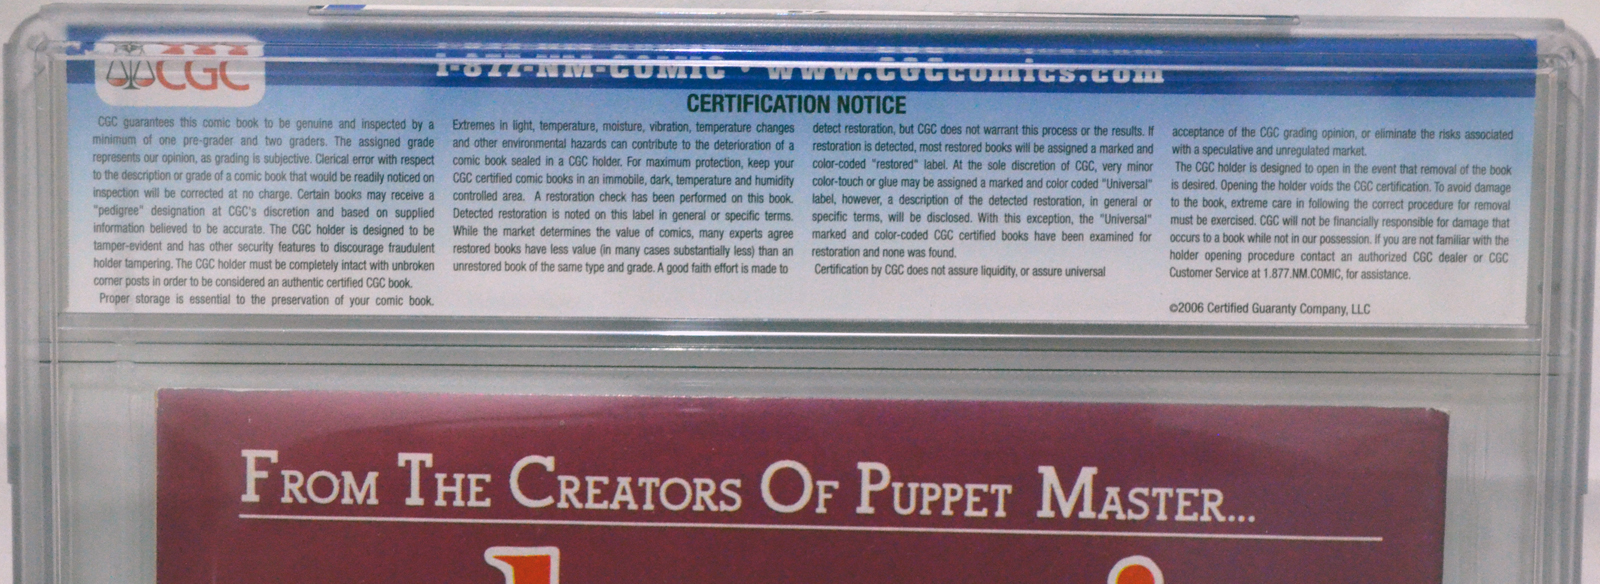 CGC
1-877-NM-COMIC • www.CGCcomics.com
CERTIFICATION NOTICE
CGC guarantees this comic book to be genuine and inspected by a
minimum of one pre-grader and two graders. The assigned grade
represents our opinion, as grading is subjective. Clerical error with respect
to the description or grade of a comic book that would be readily noticed on
inspection will be corrected at no charge. Certain books may receive a
"pedigree" designation at CGC's discretion and based on supplied
information believed to be accurate. The CGC holder is designed to be
tamper-evident and has other security features to discourage fraudulent
holder tampering. The CGC holder must be completely intact with unbroken
corner posts in order to be considered an authentic certified CGC book.
Proper storage is essential to the preservation of your comic book.
Extremes in light, temperature, moisture, vibration, temperature changes
and other environmental hazards can contribute to the deterioration of a
comic book sealed in a CGC holder. For maximum protection, keep your
CGC certified comic books in an immobile, dark, temperature and humidity
controlled area. A restoration check has been performed on this book.
Detected restoration is noted on this label in general or specific terms.
While the market determines the value of comics, many experts agree
restored books have less value (in many cases substantially less) than an
unrestored book of the same type and grade. A good faith effort is made to
detect restoration, but CGC does not warrant this process or the results. If
restoration is detected, most restored books will be assigned a marked and
color-coded "restored" label. At the sole discretion of CGC, very minor
color-touch or glue may be assigned a marked and color coded "Universal"
label, however, a description of the detected restoration, in general or
specific terms, will be disclosed. With this exception, the "Universal"
marked and color-coded CGC certified books have been examined for
restoration and none was found.
Certification by CGC does not assure liquidity, or assure universal
acceptance of the CGC grading opinion, or eliminate the risks associated
with a speculative and unregulated market.
The CGC holder is designed to open in the event that removal of the book
is desired. Opening the holder voids the CGC certification. To avoid damage
to the book, extreme care in following the correct procedure for removal
must be exercised. CGC will not be financially responsible for damage that
occurs to a book while not in our possession. If you are not familiar with the
holder opening procedure contact an authorized CGC dealer or CGC
Customer Service at 1.877.NM.COMIC, for assistance.
©2006 Certified Guaranty Company, LLC
FROM THE CREATORS OF PUPPET MASTER...